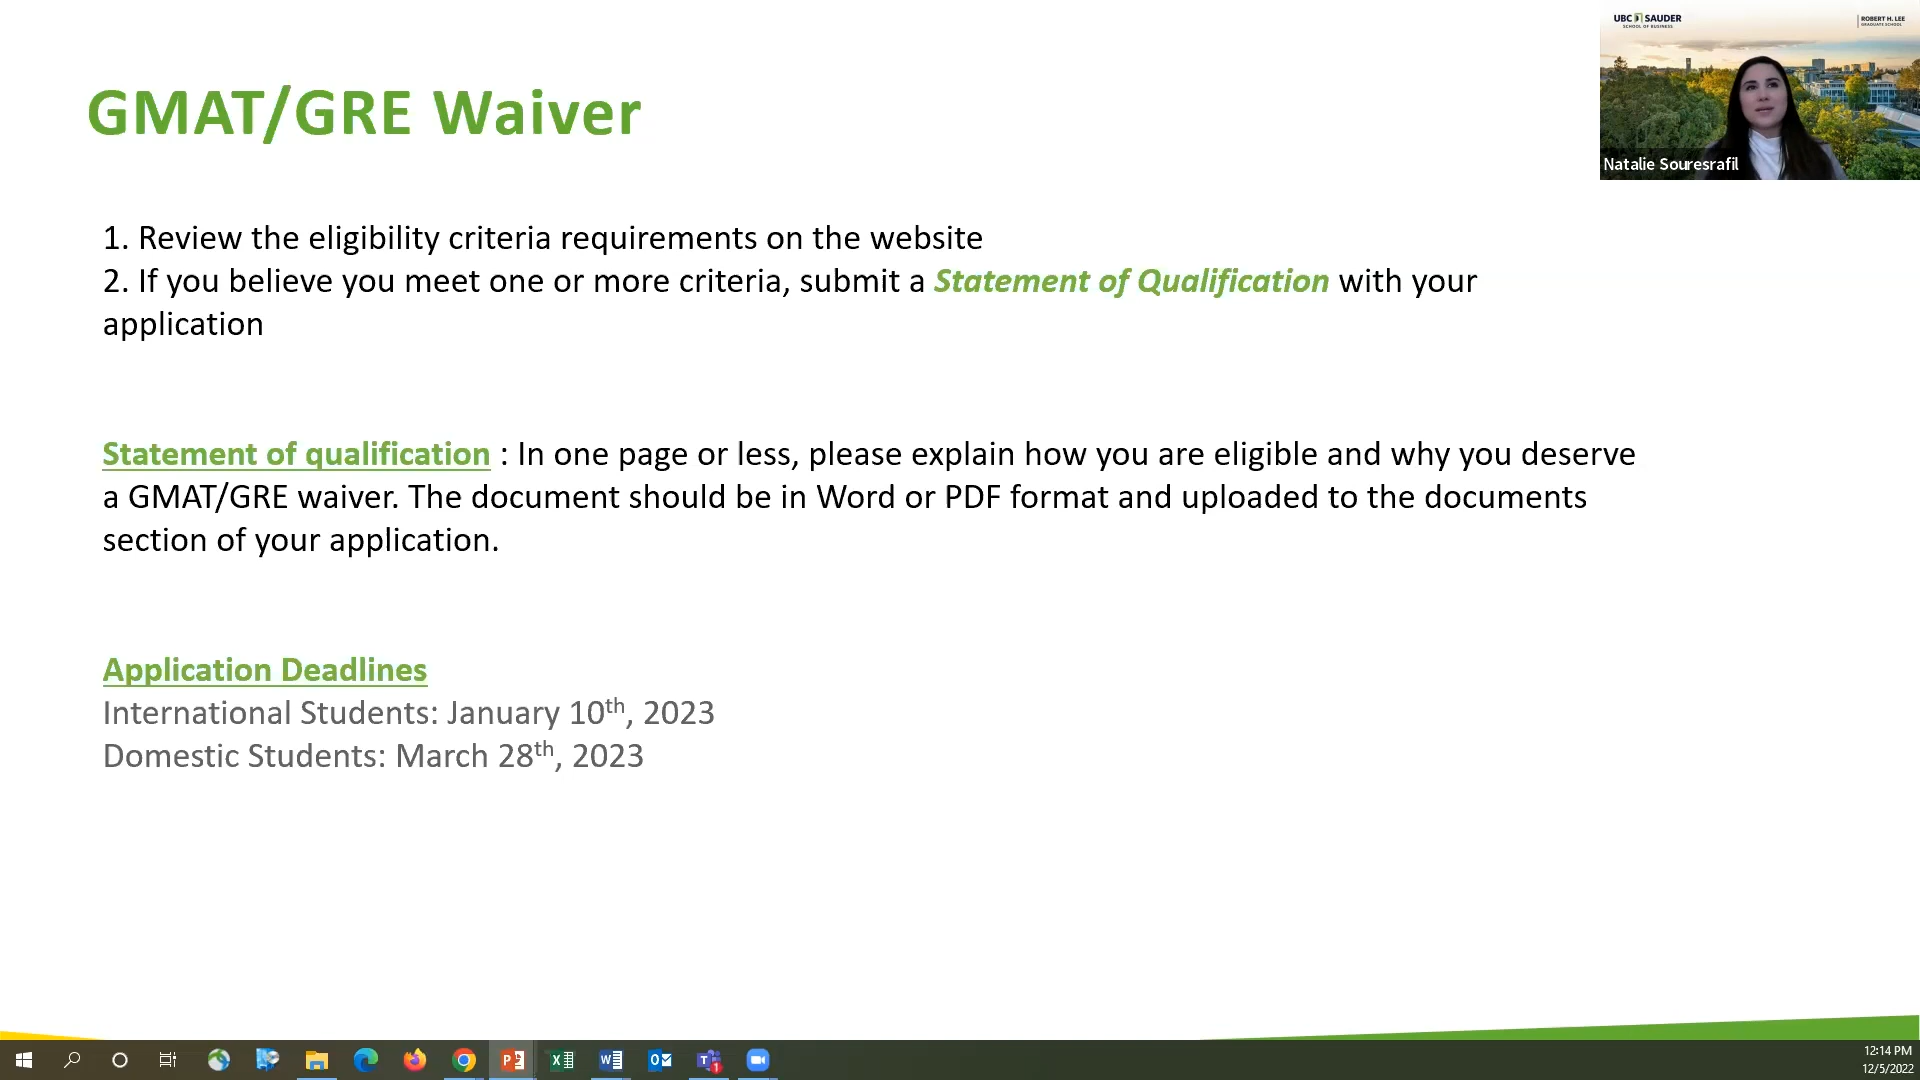 UBC SAUDER
SCHOOL OF BUSINESS
ROBERT H. LEE
GRADUATE SCHOOL
Natalie Souresrafil
GMAT/GRE Waiver
1. Review the eligibility criteria requirements on the website
2. If you believe you meet one or more criteria, submit a Statement of Qualification with your
application
Statement of qualification : In one page or less, please explain how you are eligible and why you deserve
a GMAT/GRE waiver. The document should be in Word or PDF format and uploaded to the documents
section of your application.
Application Deadlines
International Students: January 10th, 2023
Domestic Students: March 28th, 2023
12:14 PM
12/5/2022